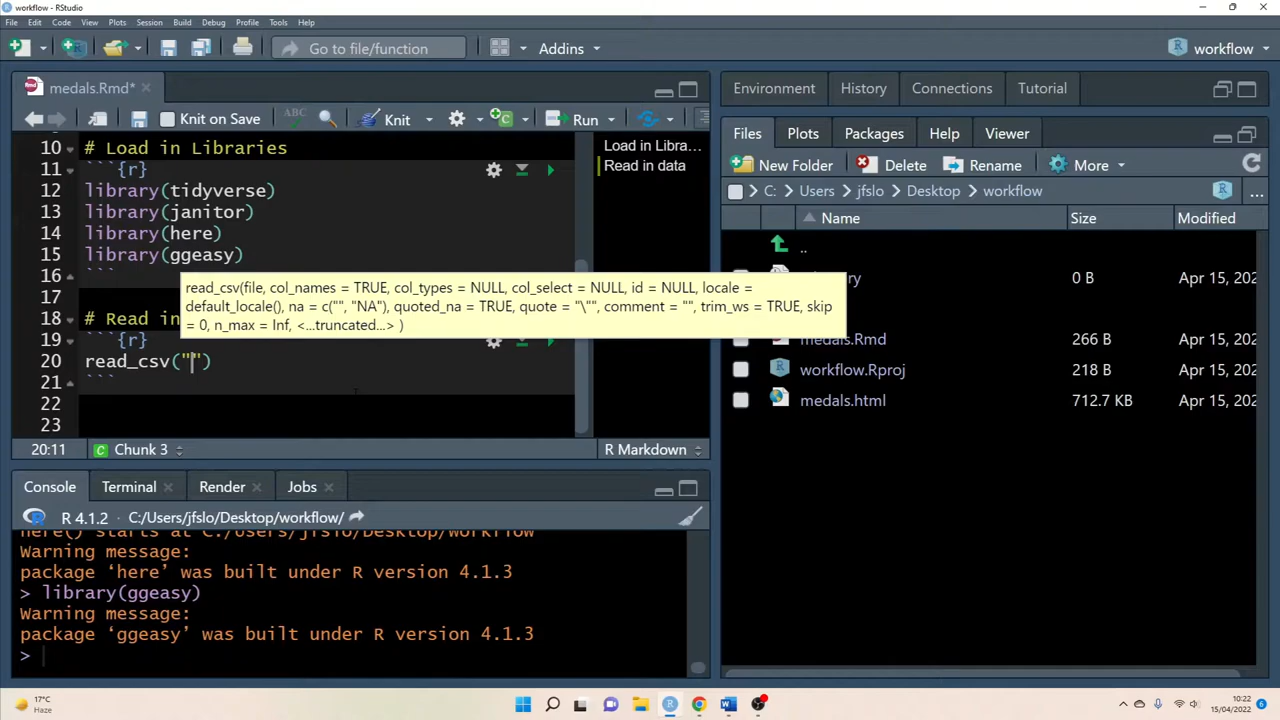 workflow - RStudio
File Edit Code View Plots Session Build Debug Profile Tools Help
Go to file/function Addins workflow
medals.Rmd*
Knit on Save ABC Knit Run
10 # Load in Libraries
11 ```{r}
12 library(tidyverse)
13 library(janitor)
14 library(here)
15 library(ggeasy)
16 ```
17
18 # Read in
19 ```{r}
20 read_csv("")
21 ```
22
23
read_csv(file, col_names = TRUE, col_types = NULL, col_select = NULL, id = NULL, locale =
default_locale(), na = c("", "NA"), quoted_na = TRUE, quote = "\"", comment = "", trim_ws = TRUE, skip
= 0, n_max = Inf, <...truncated...> )
Load in Libra...
Read in data
20:11 Chunk 3 R Markdown
Console Terminal Render Jobs
R 4.1.2 · C:/Users/jfslo/Desktop/workflow/
here() starts at C:/Users/jfslo/Desktop/workflow
Warning message:
package ‘here’ was built under R version 4.1.3
> library(ggeasy)
Warning message:
package ‘ggeasy’ was built under R version 4.1.3
>
Environment History Connections Tutorial
Files Plots Packages Help Viewer
New Folder Delete Rename More
C: Users jfslo Desktop workflow ...
Name Size Modified
..
0 B Apr 15, 202
medals.Rmd 266 B Apr 15, 202
workflow.Rproj 218 B Apr 15, 202
medals.html 712.7 KB Apr 15, 202
17°C
Haze
10:22
15/04/2022
6